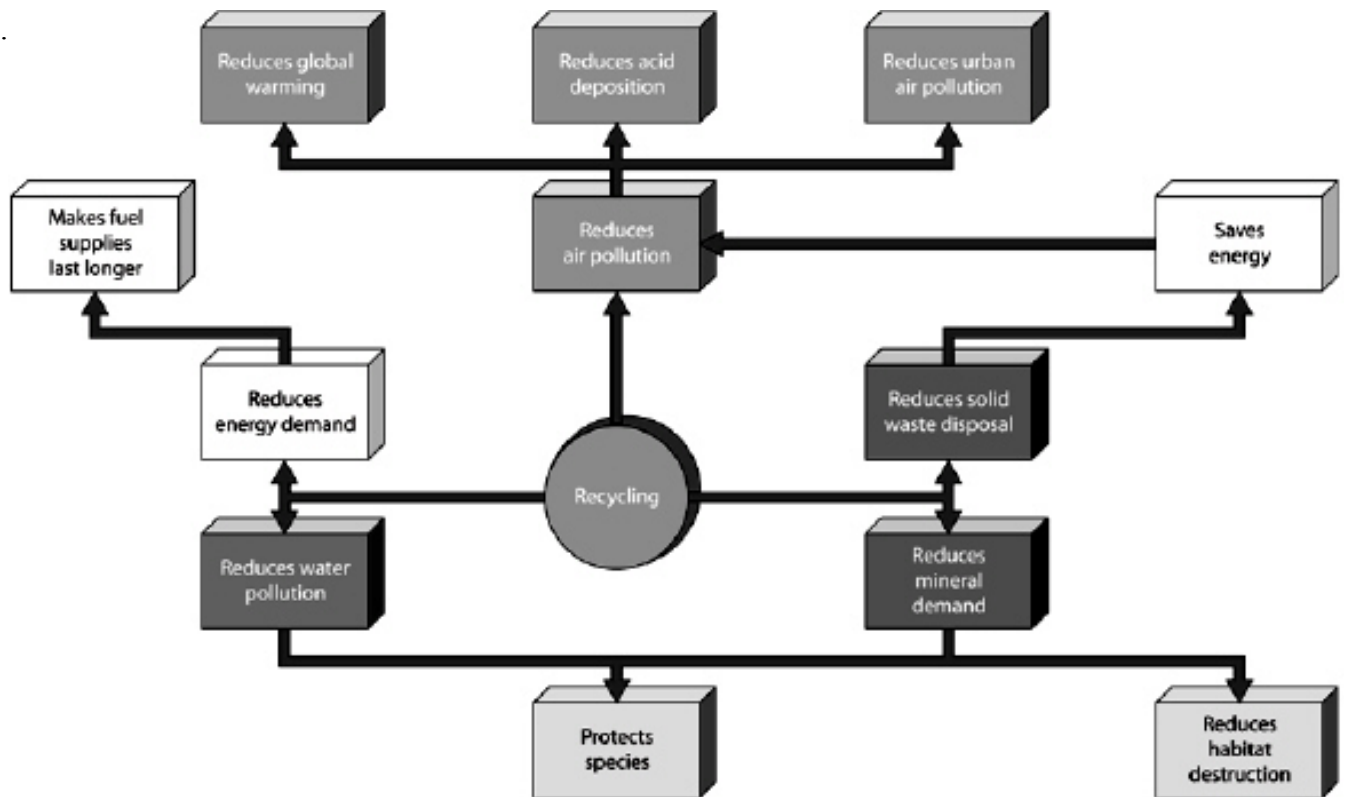 .
Reduces global
warming
Reduces acid
deposition
Reduces urban
air pollution
Makes fuel
supplies
last longer
Reduces
air pollution
Saves
energy
Reduces
energy demand
Reduces solid
waste disposal
Recycling
Reduces water
pollution
Reduces
mineral
demand
Protects
species
Reduces
habitat
destruction